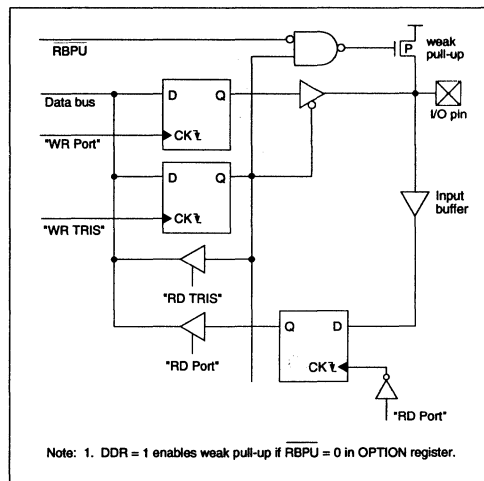 RBPU
weak
pull-up
P
Data bus
D Q
I/O pin
"WR Port"
CK
D Q
Input
buffer
"WR TRIS"
CK
"RD TRIS"
Q D
"RD Port"
CK
"RD Port"
Note: 1. DDR = 1 enables weak pull-up if RBPU = 0 in OPTION register.